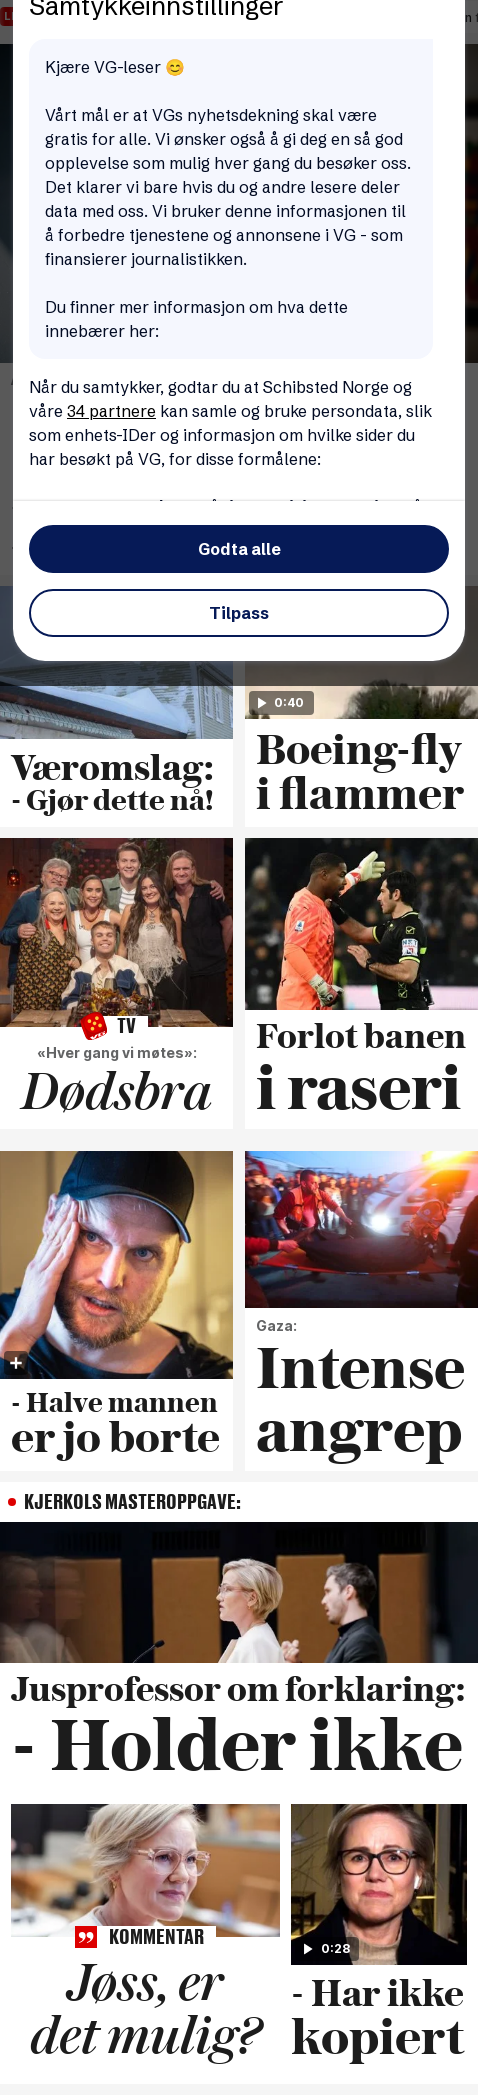 Samtykkeinnstillinger
Kjære VG-leser 😊
Vårt mål er at VGs nyhetsdekning skal være
gratis for alle. Vi ønsker også å gi deg en så god
opplevelse som mulig hver gang du besøker oss.
Det klarer vi bare hvis du og andre lesere deler
data med oss. Vi bruker denne informasjonen til
å forbedre tjenestene og annonsene i VG - som
finansierer journalistikken.
Du finner mer informasjon om hva dette
innebærer her:
Når du samtykker, godtar du at Schibsted Norge og
våre 34 partnere kan samle og bruke persondata, slik
som enhets-IDer og informasjon om hvilke sider du
har besøkt på VG, for disse formålene:
Godta alle
Tilpass
0:40
Væromslag:
- Gjør dette nå!
Boeing-fly
i flammer
TV
«Hver gang vi møtes»:
Dødsbra
Forlot banen
i raseri
- Halve mannen
er jo borte
Gaza:
Intense
angrep
KJERKOLS MASTEROPPGAVE:
Jusprofessor om forklaring:
- Holder ikke
KOMMENTAR
Jøss, er
det mulig?
0:28
- Har ikke
kopiert